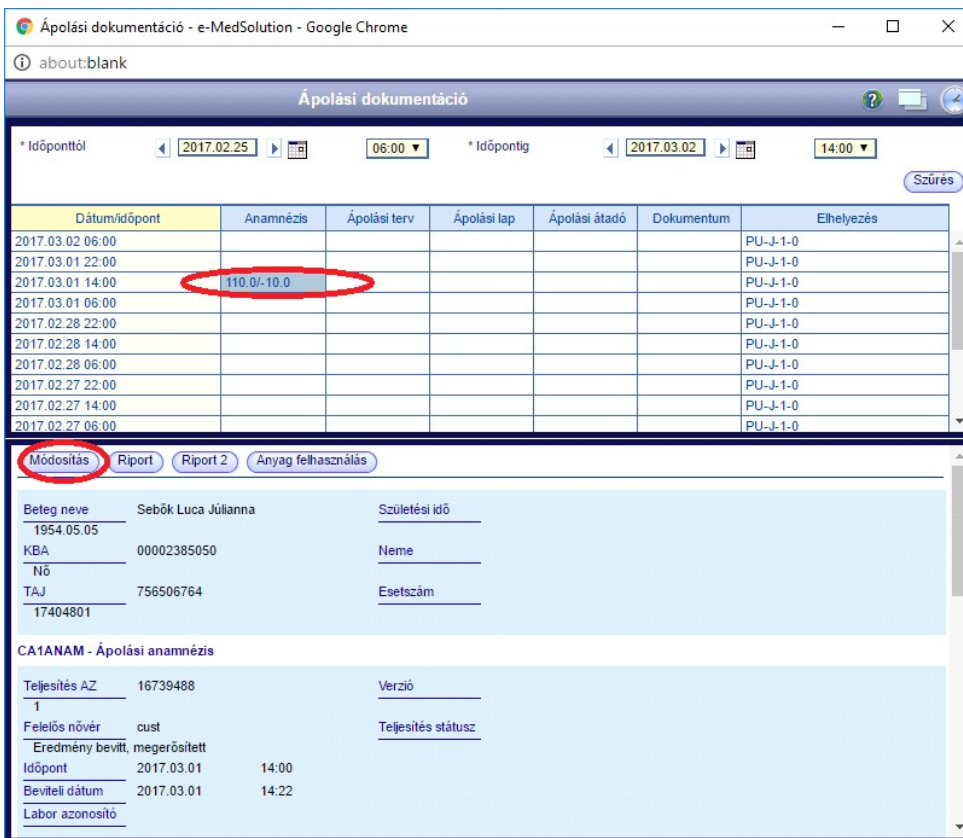 Ápolási dokumentáció - e-MedSolution - Google Chrome
about:blank
Ápolási dokumentáció
* Időponttól 2017.02.25 06:00 * Időpontig 2017.03.02 14:00
Szűrés
Dátum/időpont Anamnézis Ápolási terv Ápolási lap Ápolási átadó Dokumentum Elhelyezés
2017.03.02 06:00 PU-J-1-0
2017.03.01 22:00 PU-J-1-0
2017.03.01 14:00 110.0/-10.0 PU-J-1-0
2017.03.01 06:00 PU-J-1-0
2017.02.28 22:00 PU-J-1-0
2017.02.28 14:00 PU-J-1-0
2017.02.28 06:00 PU-J-1-0
2017.02.27 22:00 PU-J-1-0
2017.02.27 14:00 PU-J-1-0
2017.02.27 06:00 PU-J-1-0
Módosítás Riport Riport 2 Anyag felhasználás
Beteg neve Sebők Luca Júlianna Születési idő
1954.05.05
KBA 00002385050 Neme
Nő
TAJ 756506764 Esetszám
17404801
CA1ANAM - Ápolási anamnézis
Teljesítés AZ 16739488 Verzió
1
Felelős nővér cust Teljesítés státusz
Eredmény bevitt, megerősített
Időpont 2017.03.01 14:00
Beviteli dátum 2017.03.01 14:22
Labor azonosító